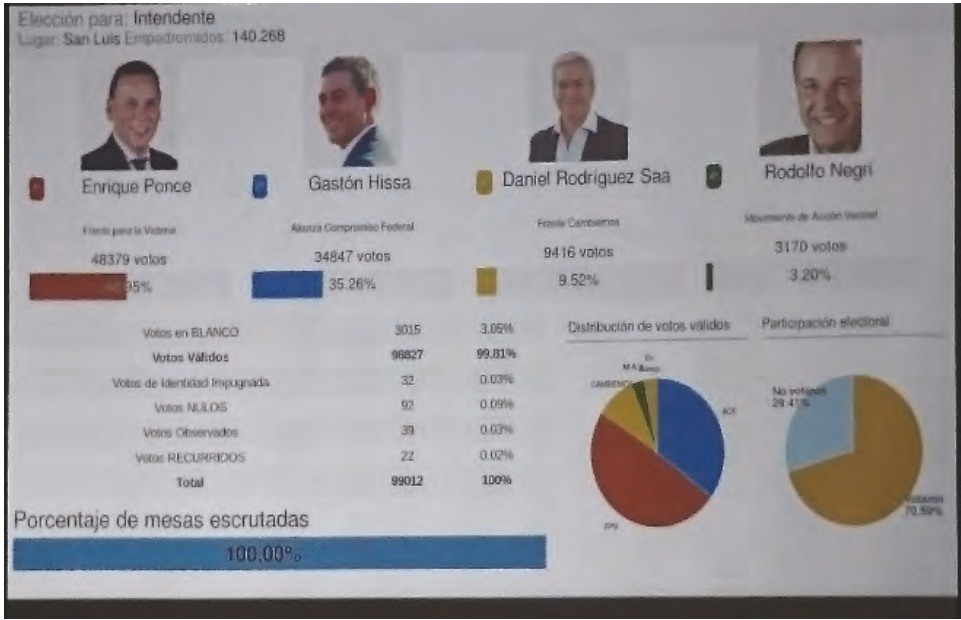 Elección para: Intendente
Lugar: San Luis Empadronados: 140.268
Enrique Ponce
Gastón Hissa
Daniel Rodríguez Saa
Rodolfo Negri
Frente para la Victoria
Alianza Compromiso Federal
Frente Cambiemos
Movimiento de Acción Vecinal
48379 votos
34847 votos
9416 votos
3170 votos
35.26%
9.52%
3.20%
Votos en BLANCO 3015 3.05%
Votos Válidos 98827 99.81%
Votos de Identidad Impugnada 32 0.03%
Votos NULOS 92 0.09%
Votos Observados 39 0.03%
Votos RECURRIDOS 22 0.02%
Total 99012 100%
Distribución de votos válidos
En
Blanco
CAMBIEMOS
ACF
FPV
Participación electoral
No votaron
29.41%
Votaron
70.59%
Porcentaje de mesas escrutadas
100,00%